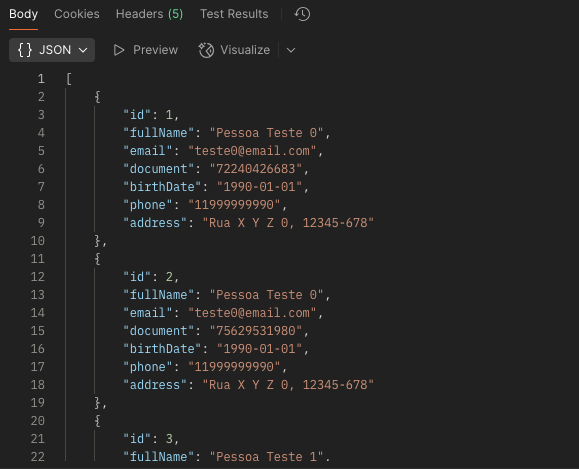 Body Cookies Headers (5) Test Results
{} JSON Preview Visualize
1 [
2 {
3 "id": 1,
4 "fullName": "Pessoa Teste 0",
5 "email": "teste0@email.com",
6 "document": "72240426683",
7 "birthDate": "1990-01-01",
8 "phone": "11999999990",
9 "address": "Rua X Y Z 0, 12345-678"
10 },
11 {
12 "id": 2,
13 "fullName": "Pessoa Teste 0",
14 "email": "teste0@email.com",
15 "document": "75629531980",
16 "birthDate": "1990-01-01",
17 "phone": "11999999990",
18 "address": "Rua X Y Z 0, 12345-678"
19 },
20 {
21 "id": 3,
22 "fullName": "Pessoa Teste 1",